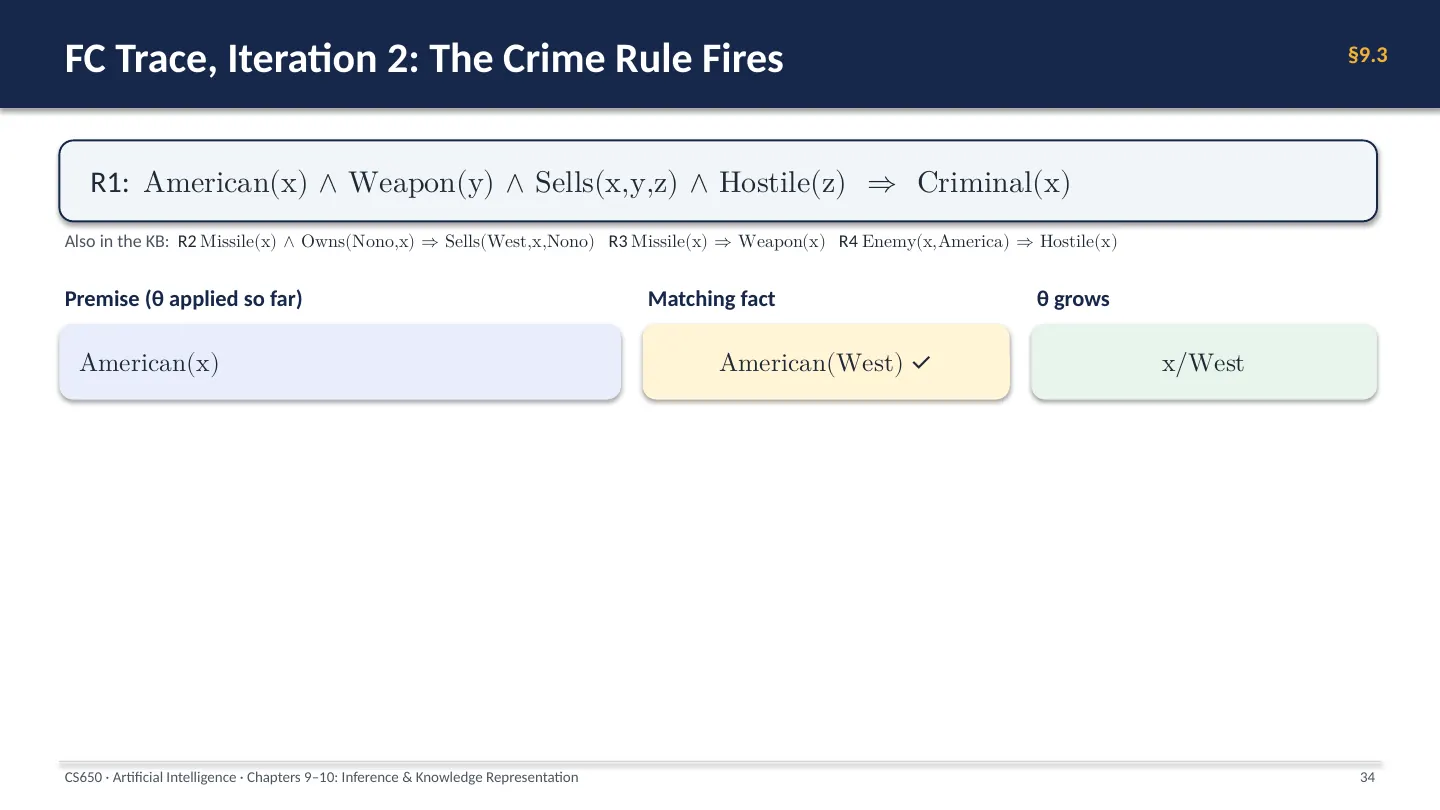 FC Trace, Iteration 2: The Crime Rule Fires
§9.3
R1: American(x) ∧ Weapon(y) ∧ Sells(x,y,z) ∧ Hostile(z) ⇒ Criminal(x)
Also in the KB: R2 Missile(x) ∧ Owns(Nono,x) ⇒ Sells(West,x,Nono) R3 Missile(x) ⇒ Weapon(x) R4 Enemy(x,America) ⇒ Hostile(x)
Premise (θ applied so far) Matching fact θ grows
American(x) American(West) ✓ x/West
CS650 · Artificial Intelligence · Chapters 9–10: Inference & Knowledge Representation 34